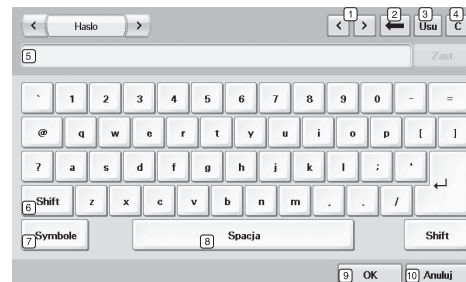 < Haslo > 1 < > 2 ← 3 Usu 4 C
5 Zast
` 1 2 3 4 5 6 7 8 9 0 - =
@ q w e r t y u i o p [ ]
? a s d f g h j k l ; '
6 Shift z x c v b n m , . /
7 Symbole 8 Spacja Shift
9 OK 10 Anuluj